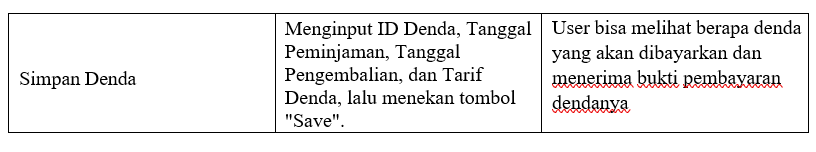 Simpan Denda
Menginput ID Denda, Tanggal
Peminjaman, Tanggal
Pengembalian, dan Tarif
Denda, lalu menekan tombol
"Save".
User bisa melihat berapa denda
yang akan dibayarkan dan
menerima bukti pembayaran
dendanya